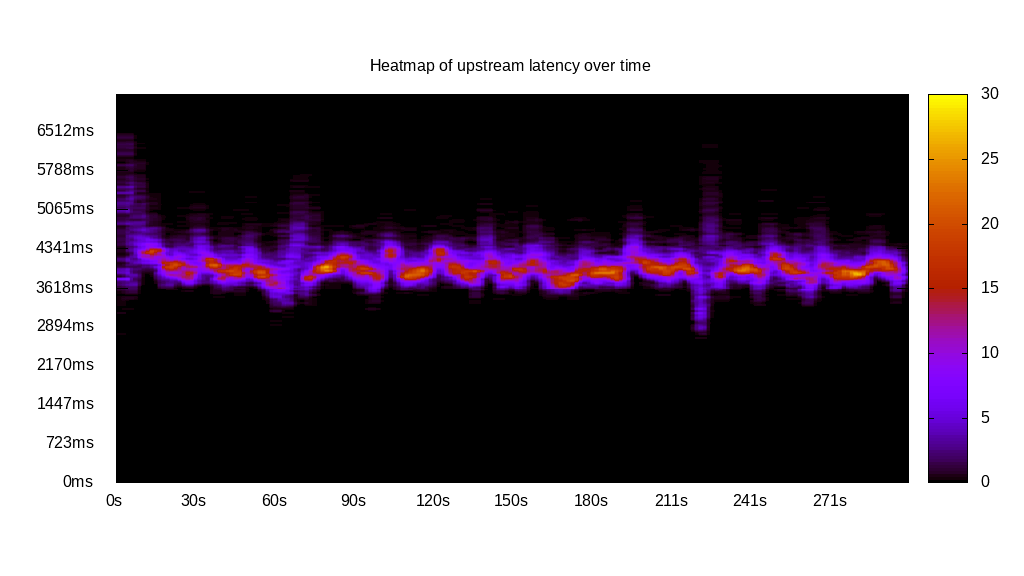 Heatmap of upstream latency over time
6512ms
5788ms
5065ms
4341ms
3618ms
2894ms
2170ms
1447ms
723ms
0ms
0s 30s 60s 90s 120s 150s 180s 211s 241s 271s
30
25
20
15
10
5
0